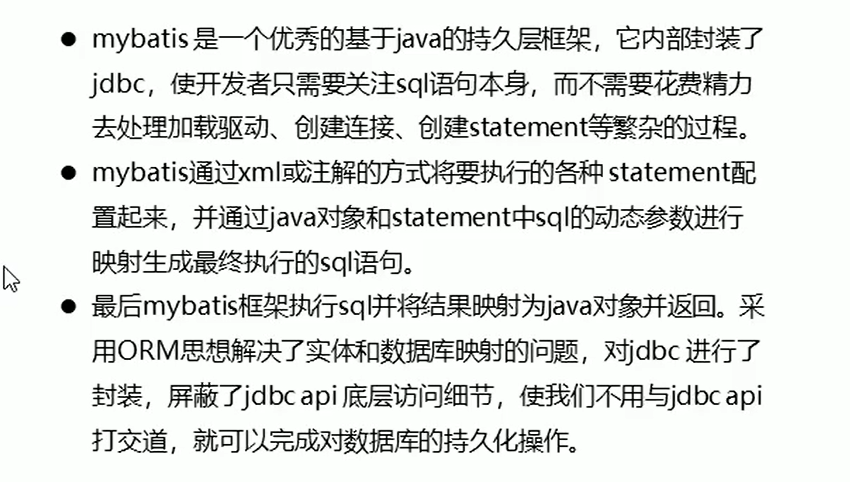 ● mybatis 是一个优秀的基于java的持久层框架，它内部封装了
jdbc，使开发者只需要关注sql语句本身，而不需要花费精力
去处理加载驱动、创建连接、创建statement等繁杂的过程。
● mybatis通过xml或注解的方式将要执行的各种 statement配
置起来，并通过java对象和statement中sql的动态参数进行
映射生成最终执行的sql语句。
● 最后mybatis框架执行sql并将结果映射为java对象并返回。采
用ORM思想解决了实体和数据库映射的问题，对jdbc 进行了
封装，屏蔽了jdbc api 底层访问细节，使我们不用与jdbc api
打交道，就可以完成对数据库的持久化操作。